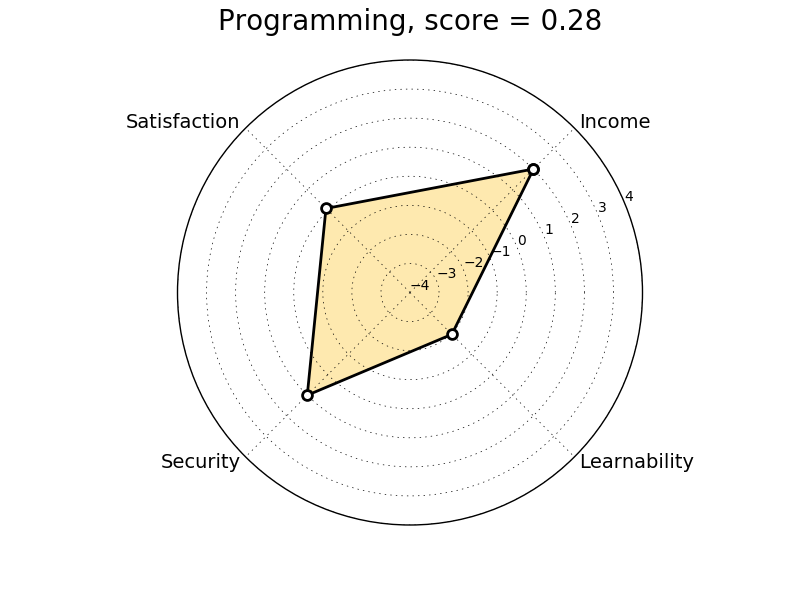 Programming, score = 0.28
Satisfaction
Income
4
3
2
1
0
−1
−2
−3
−4
Security
Learnability